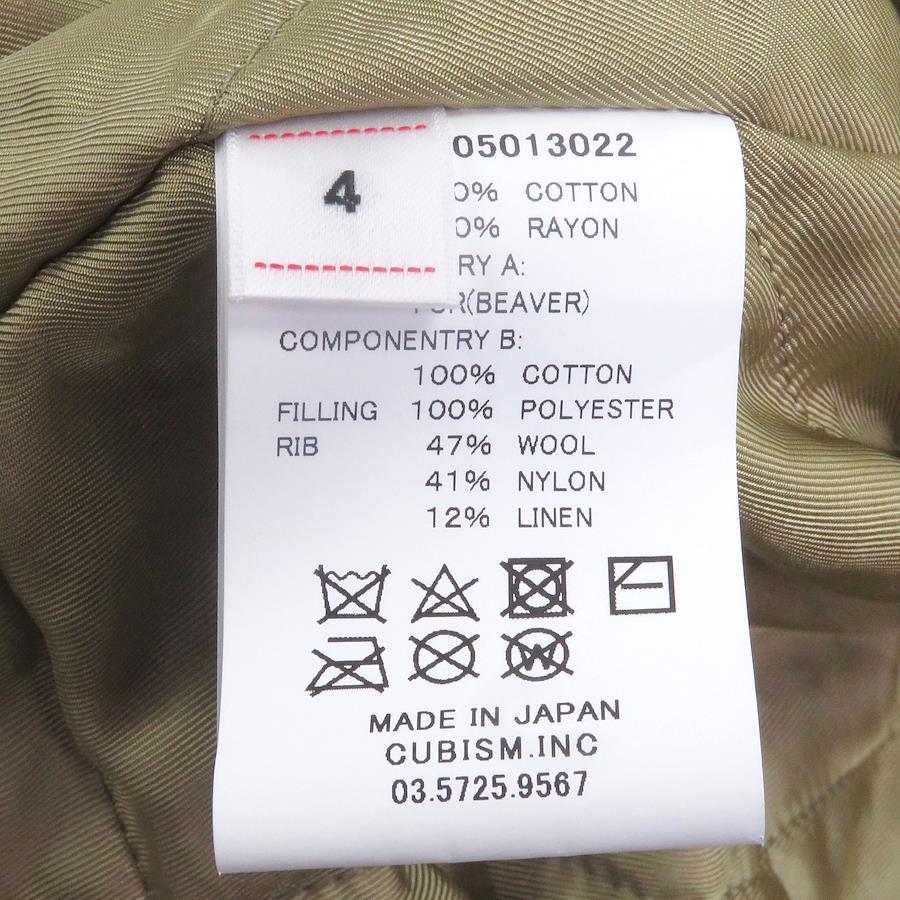 4
05013022
0% COTTON
0% RAYON
RY A:
(BEAVER)
COMPONENTRY B:
100% COTTON
FILLING 100% POLYESTER
RIB 47% WOOL
41% NYLON
12% LINEN
W
MADE IN JAPAN
CUBISM.INC
03.5725.9567